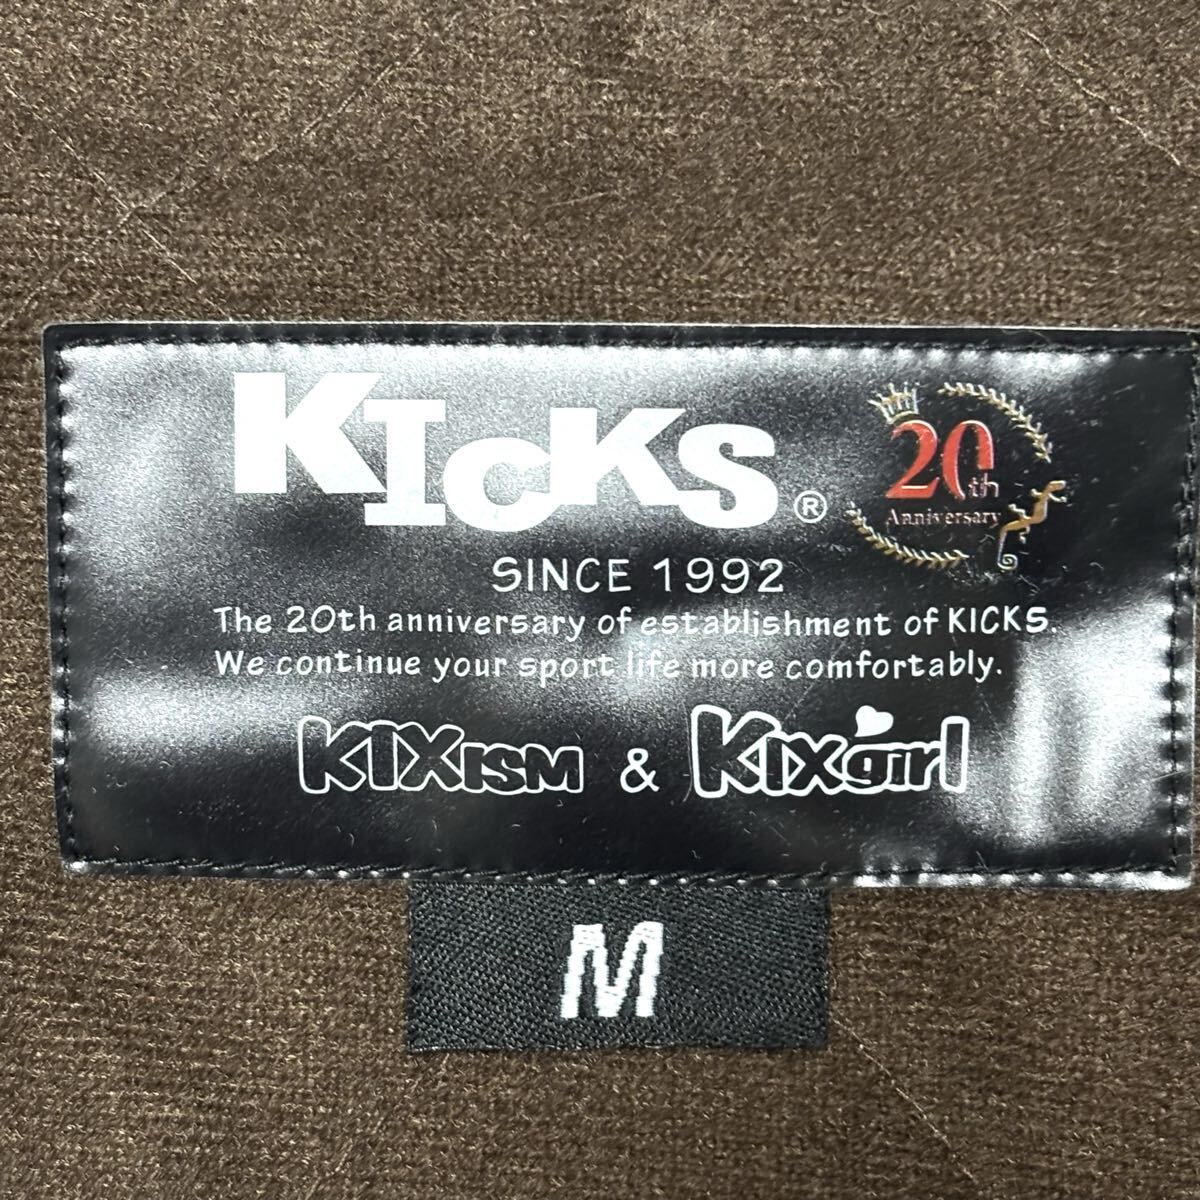 KICKS®
20th
Anniversary
SINCE 1992
The 20th anniversary of establishment of KICKS.
We continue your sport life more comfortably.
KIXISM & KIXgirl
M